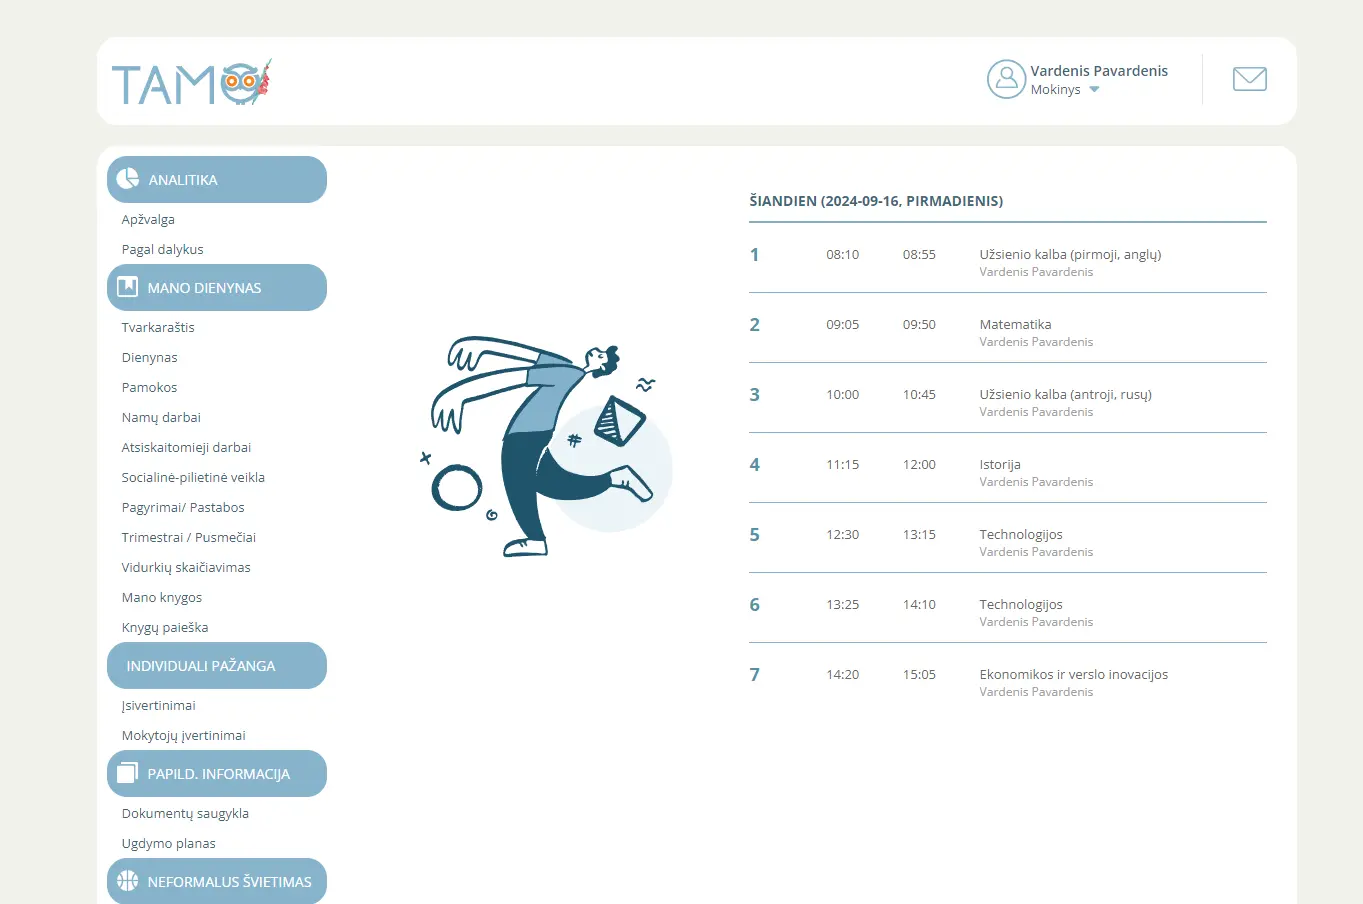 TAMO
Vardenis Pavardenis
Mokinys
ANALITIKA
Apžvalga
Pagal dalykus
MANO DIENYNAS
Tvarkaraštis
Dienynas
Pamokos
Namų darbai
Atsiskaitomieji darbai
Socialinė-pilietinė veikla
Pagyrimai/ Pastabos
Trimestrai / Pusmečiai
Vidurkių skaičiavimas
Mano knygos
Knygų paieška
INDIVIDUALI PAŽANGA
Įsivertinimai
Mokytojų įvertinimai
PAPILD. INFORMACIJA
Dokumentų saugykla
Ugdymo planas
NEFORMALUS ŠVIETIMAS
ŠIANDIEN (2024-09-16, PIRMADIENIS)
1 08:10 08:55 Užsienio kalba (pirmoji, anglų)
Vardenis Pavardenis
2 09:05 09:50 Matematika
Vardenis Pavardenis
3 10:00 10:45 Užsienio kalba (antroji, rusų)
Vardenis Pavardenis
4 11:15 12:00 Istorija
Vardenis Pavardenis
5 12:30 13:15 Technologijos
Vardenis Pavardenis
6 13:25 14:10 Technologijos
Vardenis Pavardenis
7 14:20 15:05 Ekonomikos ir verslo inovacijos
Vardenis Pavardenis